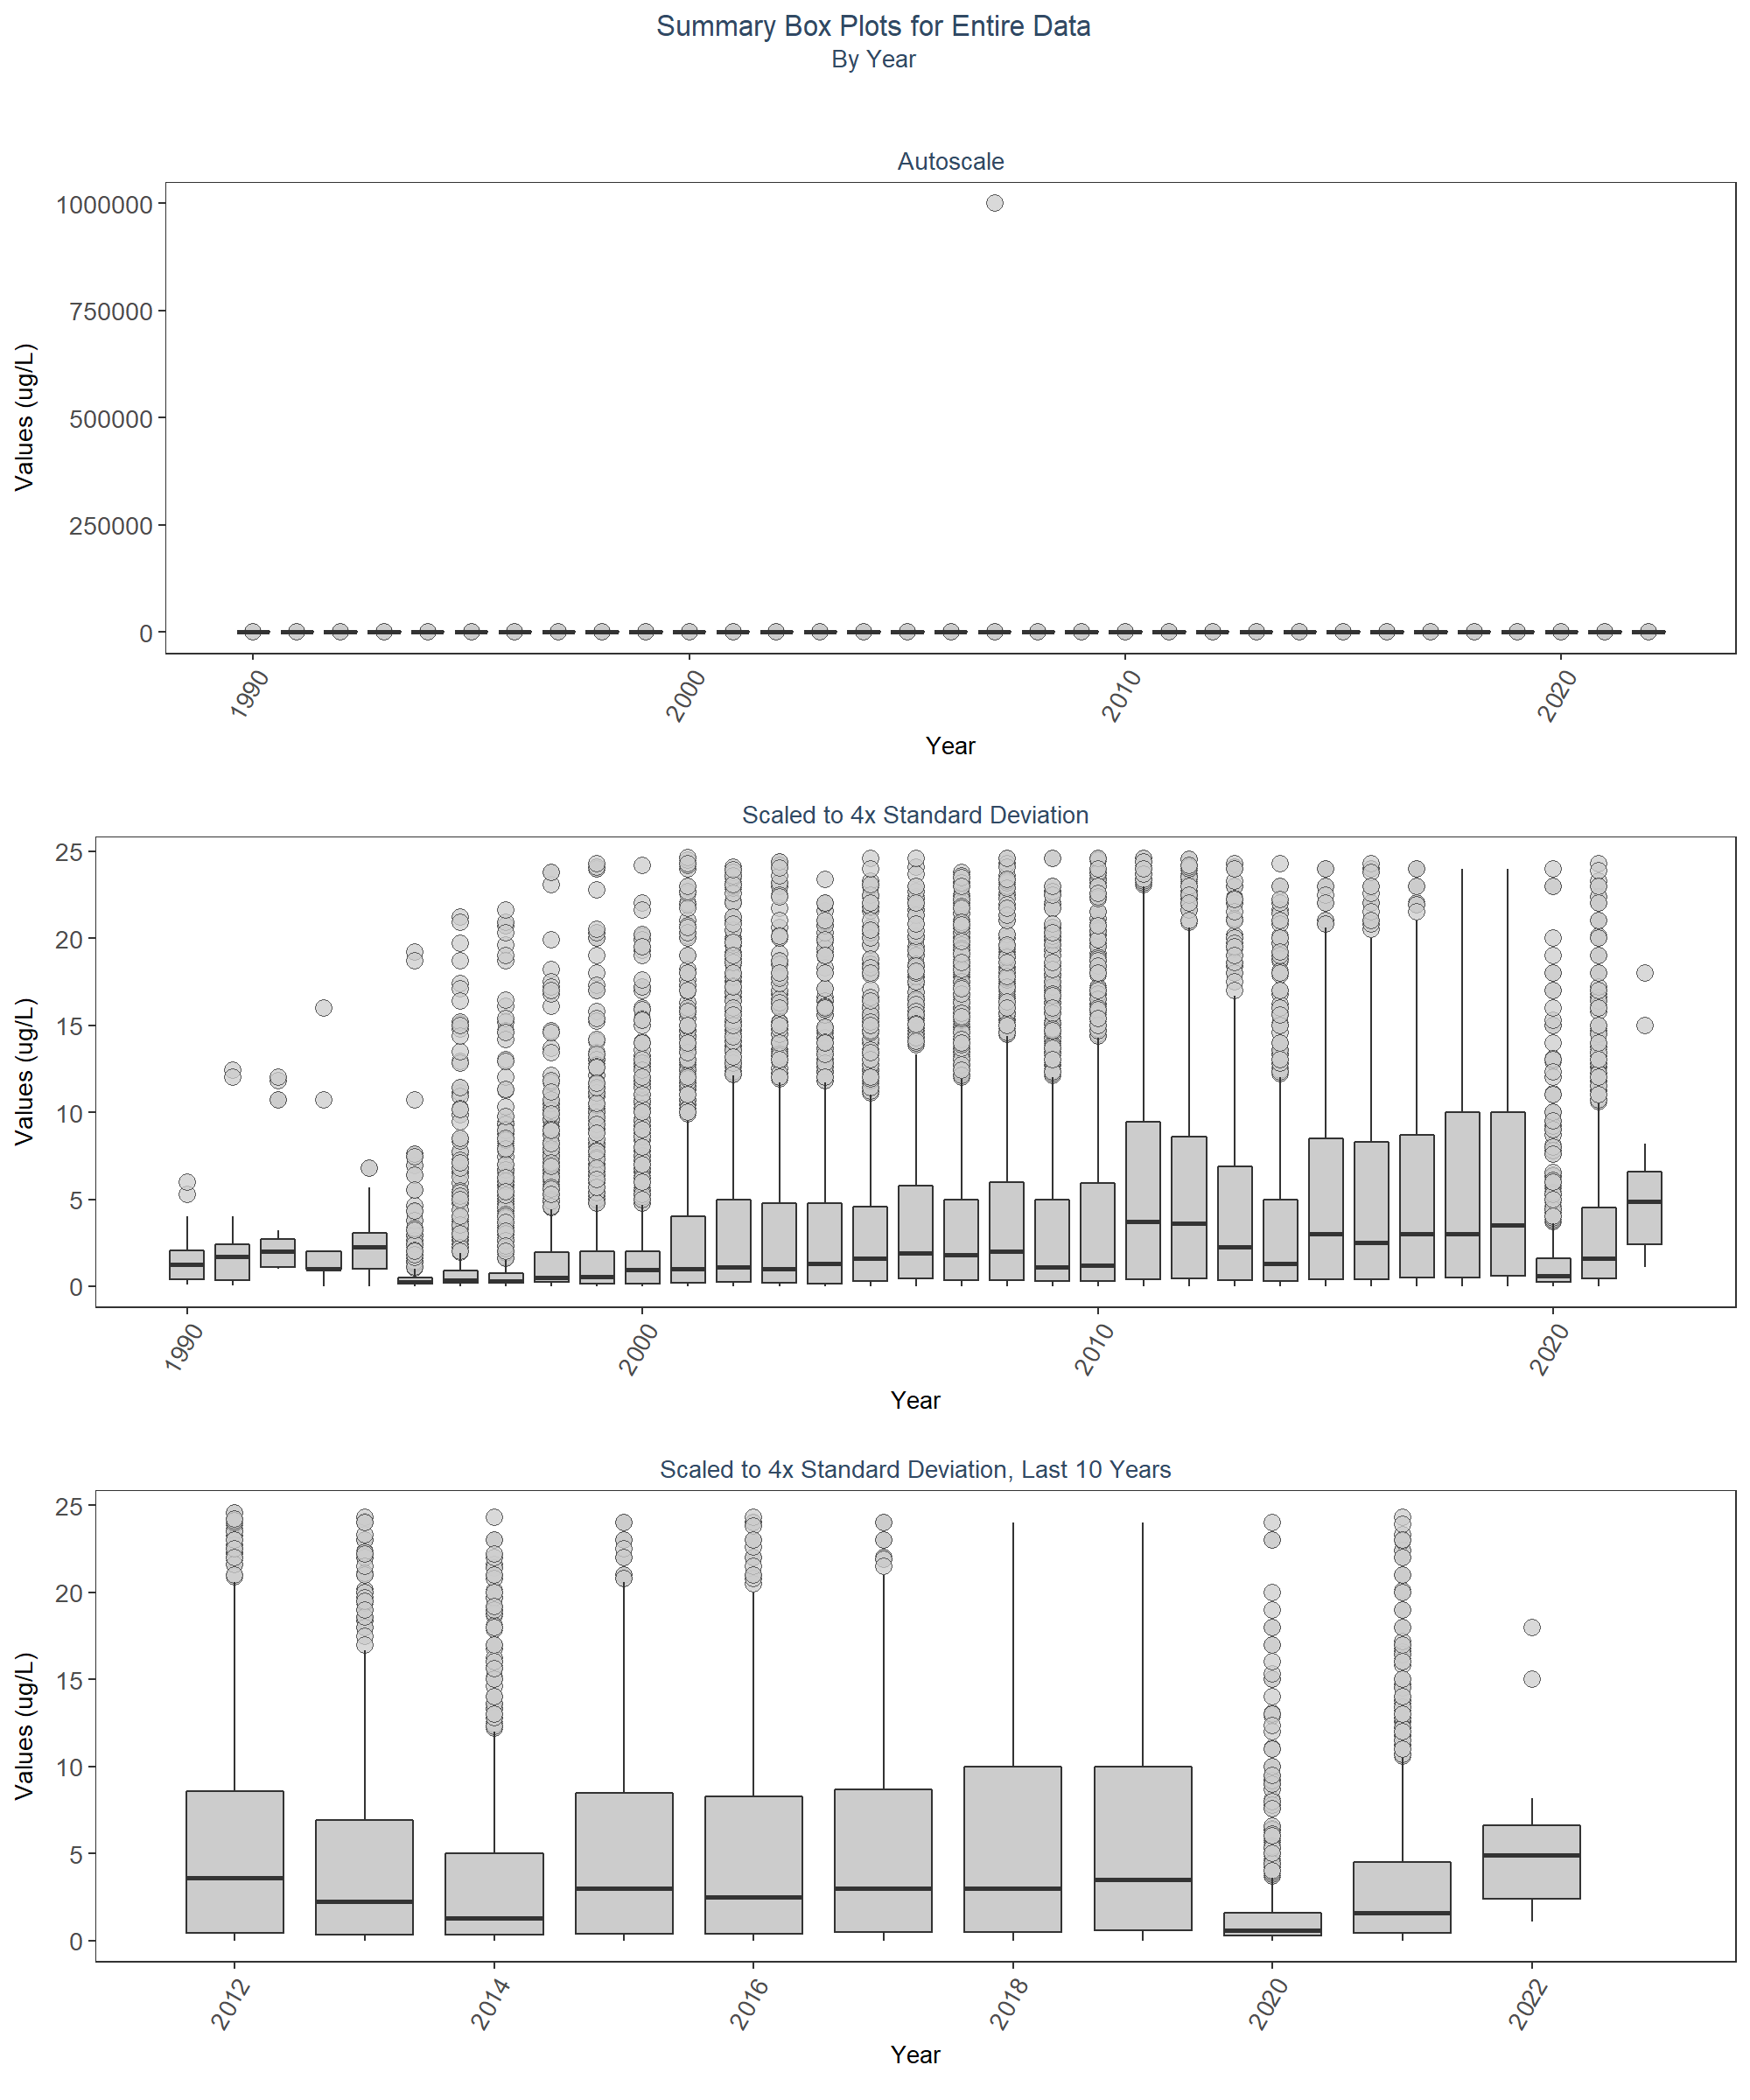 Summary Box Plots for Entire Data
By Year
Autoscale
1000000
750000
500000
250000
0
Values (ug/L)
1990
2000
2010
2020
Year
Scaled to 4x Standard Deviation
25
20
15
10
5
0
Values (ug/L)
1990
2000
2010
2020
Year
Scaled to 4x Standard Deviation, Last 10 Years
25
20
15
10
5
0
Values (ug/L)
2012
2014
2016
2018
2020
2022
Year